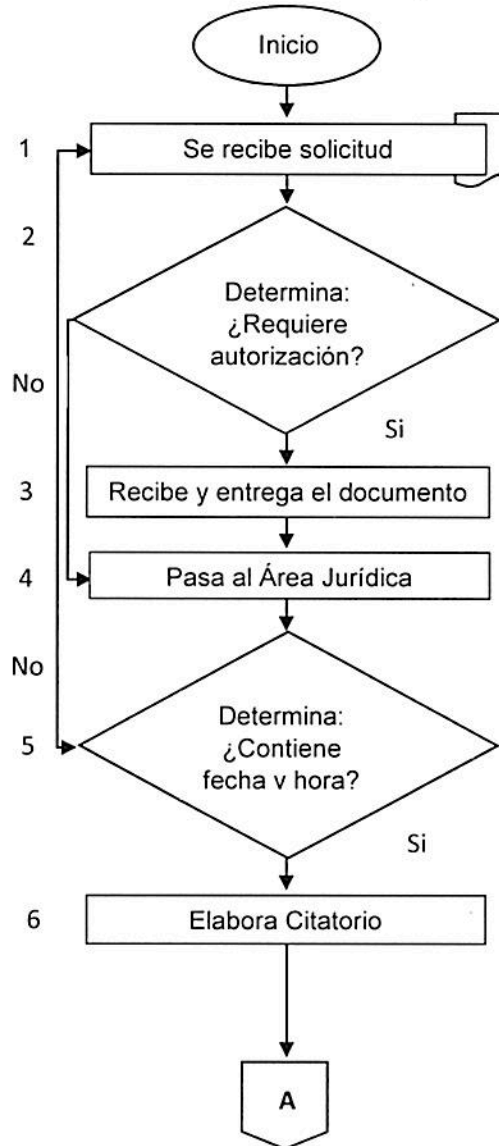 Inicio
1
Se recibe solicitud
2
Determina:
¿Requiere
autorización?
No
Si
3
Recibe y entrega el documento
4
Pasa al Área Jurídica
No
5
Determina:
¿Contiene
fecha v hora?
Si
6
Elabora Citatorio
A